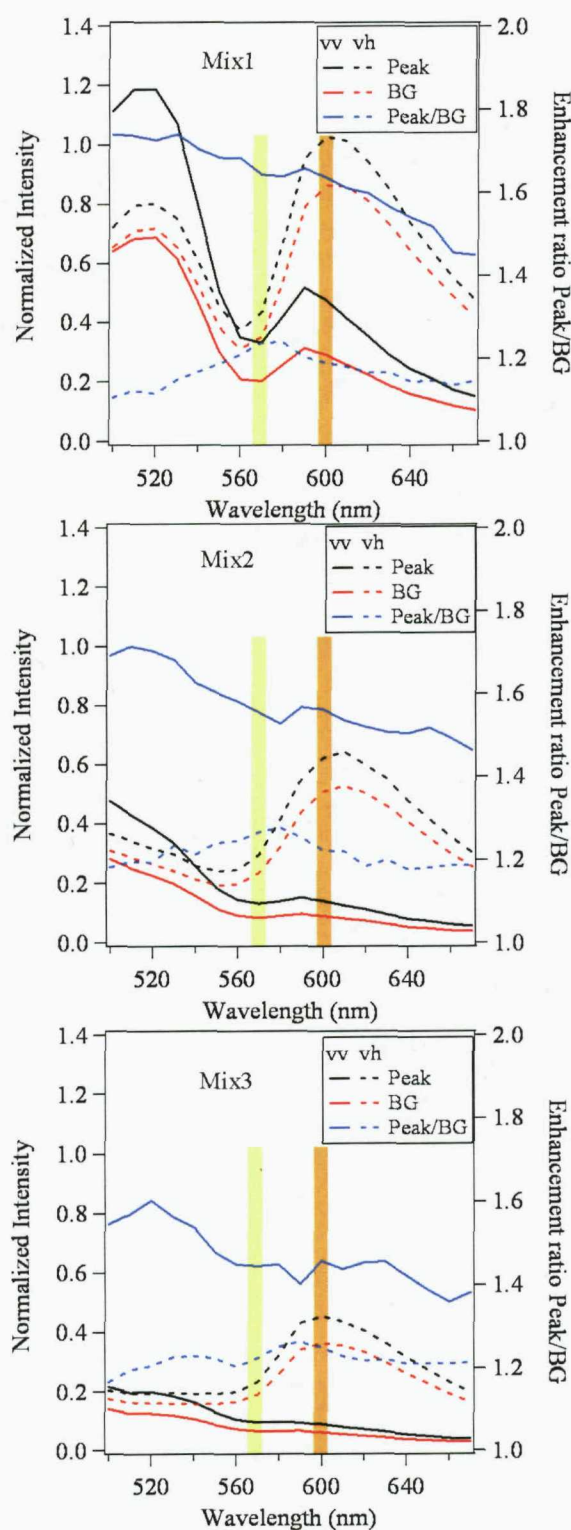 Mix1
vv vh
Peak
BG
Peak/BG
1.4
1.2
1.0
0.8
0.6
0.4
0.2
0.0
Normalized Intensity
2.0
1.8
1.6
1.4
1.2
1.0
Enhancement ratio Peak/BG
520 560 600 640
Wavelength (nm)
Mix2
vv vh
Peak
BG
Peak/BG
1.4
1.2
1.0
0.8
0.6
0.4
0.2
0.0
Normalized Intensity
2.0
1.8
1.6
1.4
1.2
1.0
Enhancement ratio Peak/BG
520 560 600 640
Wavelength (nm)
Mix3
vv vh
Peak
BG
Peak/BG
1.4
1.2
1.0
0.8
0.6
0.4
0.2
0.0
Normalized Intensity
2.0
1.8
1.6
1.4
1.2
1.0
Enhancement ratio Peak/BG
520 560 600 640
Wavelength (nm)